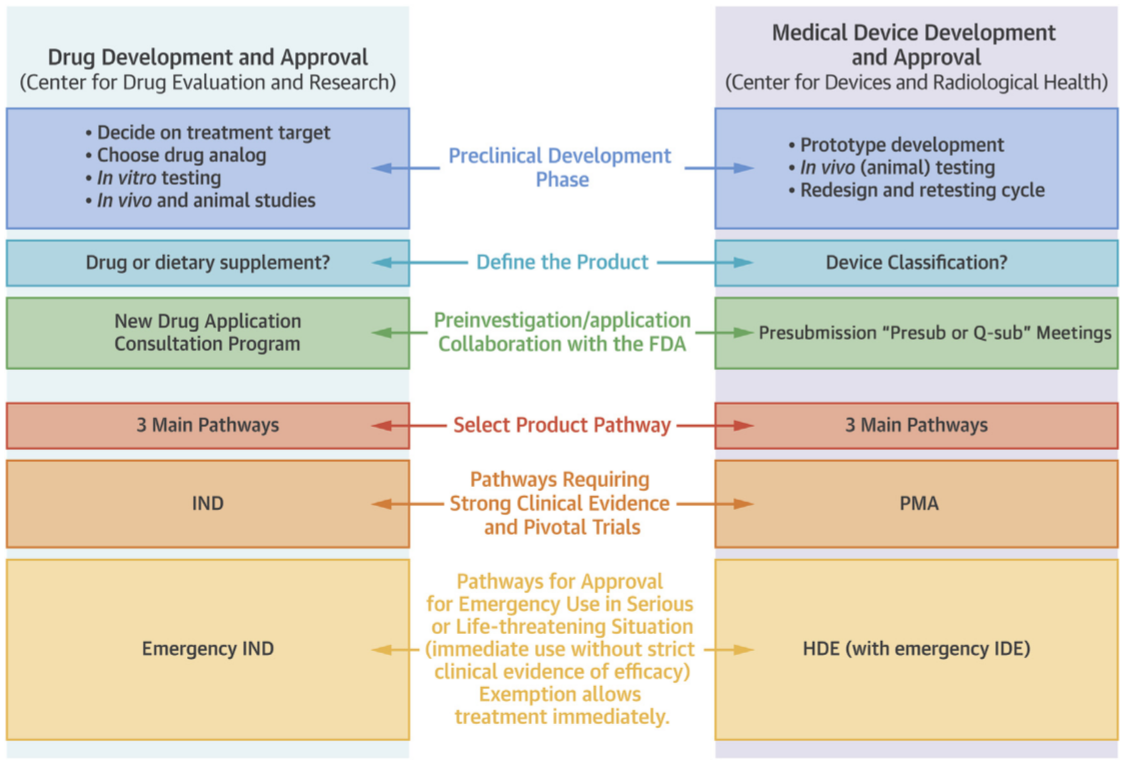 Drug Development and Approval
(Center for Drug Evaluation and Research)
Medical Device Development
and Approval
(Center for Devices and Radiological Health)
• Decide on treatment target
• Choose drug analog
• In vitro testing
• In vivo and animal studies
Preclinical Development
Phase
• Prototype development
• In vivo (animal) testing
• Redesign and retesting cycle
Drug or dietary supplement?
Define the Product
Device Classification?
New Drug Application
Consultation Program
Preinvestigation/application
Collaboration with the FDA
Presubmission “Presub or Q-sub” Meetings
3 Main Pathways
Select Product Pathway
3 Main Pathways
IND
Pathways Requiring
Strong Clinical Evidence
and Pivotal Trials
PMA
Emergency IND
Pathways for Approval
for Emergency Use in Serious
or Life-threatening Situation
(immediate use without strict
clinical evidence of efficacy)
Exemption allows
treatment immediately.
HDE (with emergency IDE)